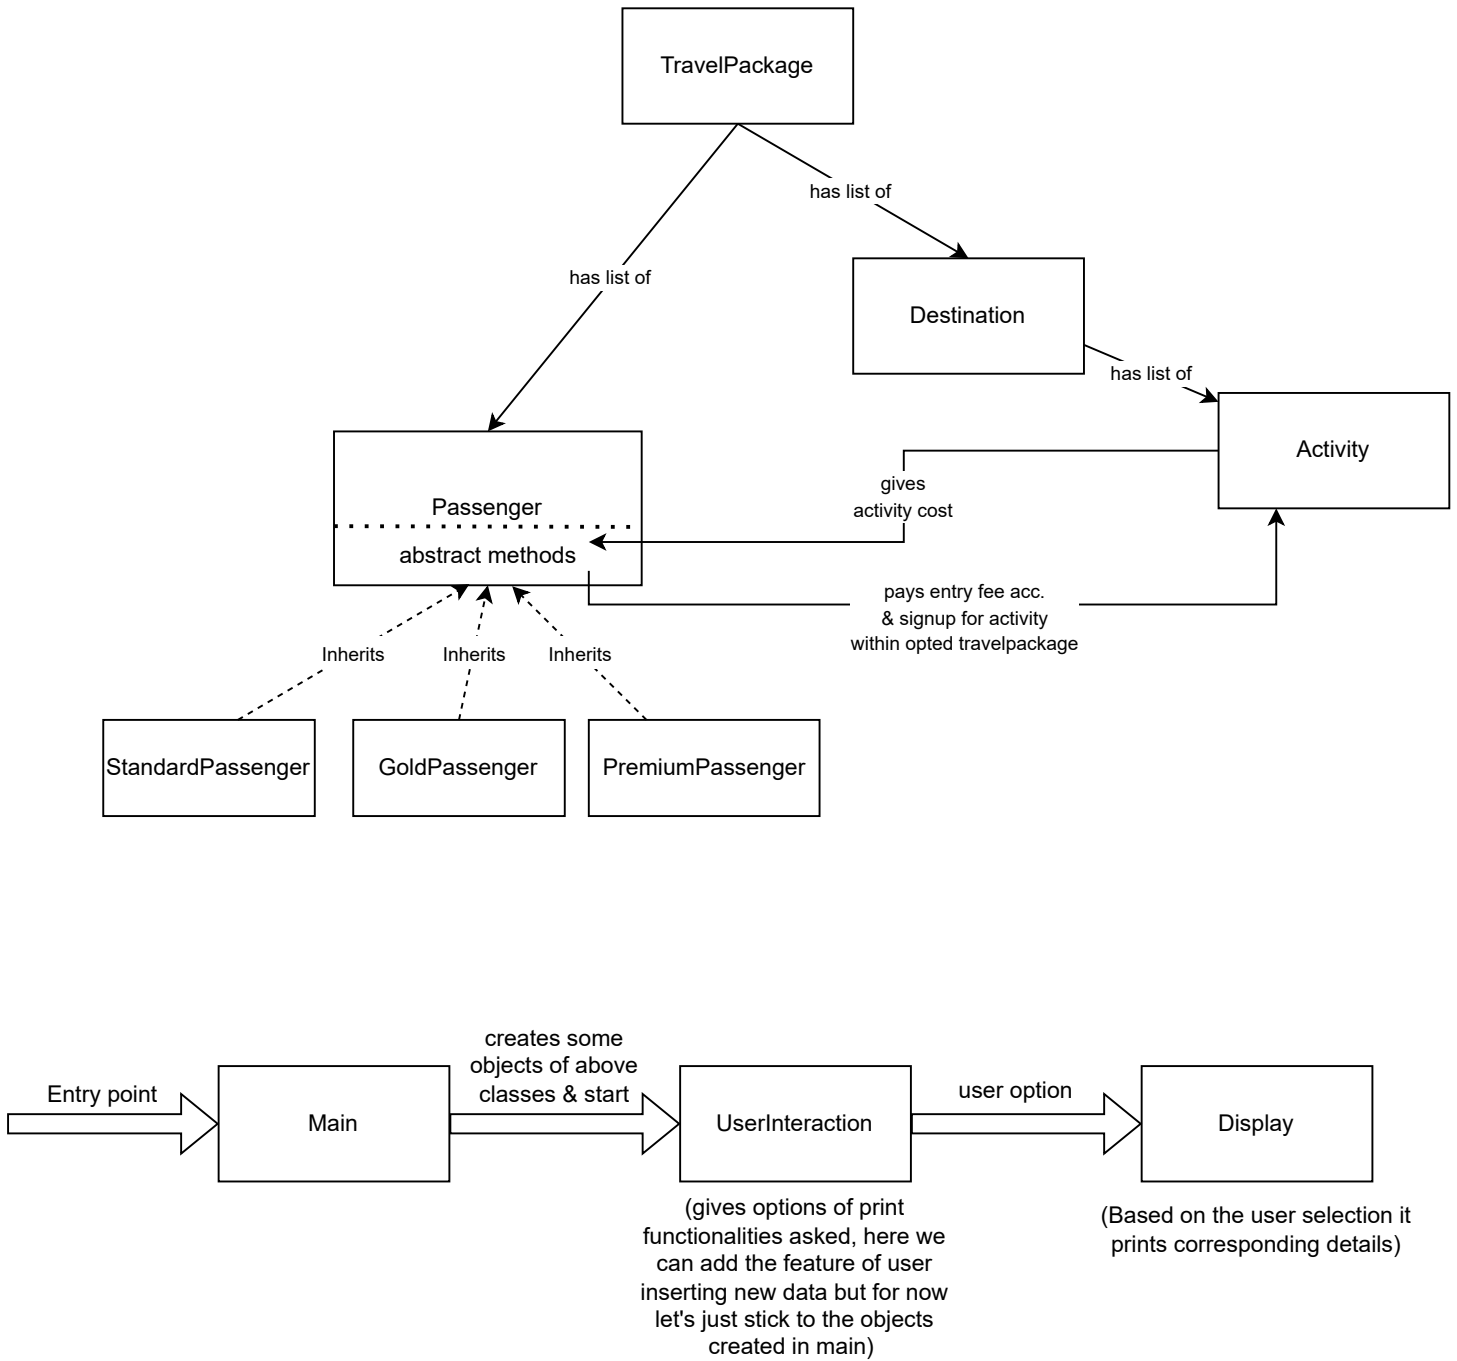 TravelPackage
has list of
has list of
Destination
has list of
Activity
Passenger
abstract methods
gives
activity cost
pays entry fee acc.
& signup for activity
within opted travelpackage
Inherits
Inherits
Inherits
StandardPassenger
GoldPassenger
PremiumPassenger
Entry point
Main
creates some
objects of above
classes & start
UserInteraction
(gives options of print
functionalities asked, here we
can add the feature of user
inserting new data but for now
let's just stick to the objects
created in main)
user option
Display
(Based on the user selection it
prints corresponding details)